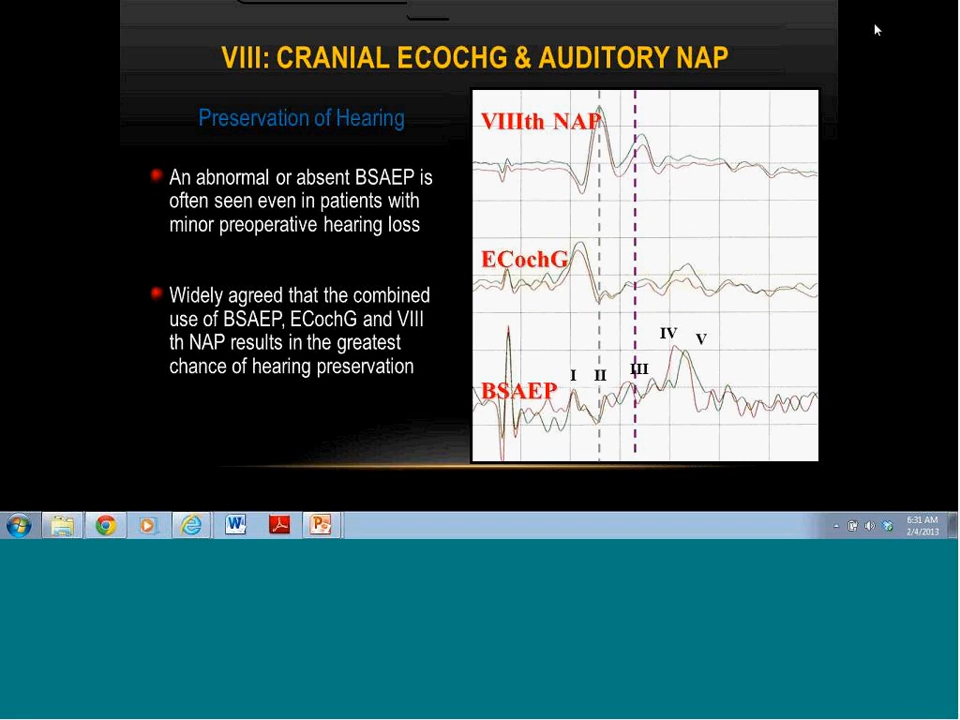 VIII: CRANIAL ECOCHG & AUDITORY NAP
Preservation of Hearing
An abnormal or absent BSAEP is
often seen even in patients with
minor preoperative hearing loss
Widely agreed that the combined
use of BSAEP, ECochG and VIII
th NAP results in the greatest
chance of hearing preservation
VIIIth NAP
ECochG
IV
V
III
I
II
BSAEP
6:31 AM
2/4/2013